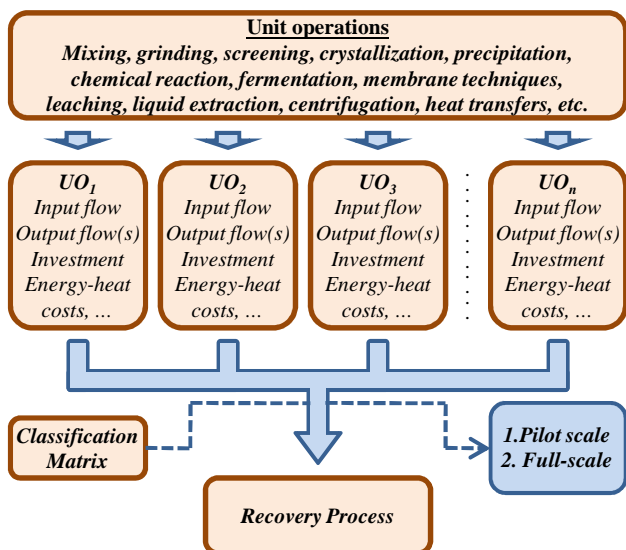 Unit operations
Mixing, grinding, screening, crystallization, precipitation,
chemical reaction, fermentation, membrane techniques,
leaching, liquid extraction, centrifugation, heat transfers, etc.
UO1
Input flow
Output flow(s)
Investment
Energy-heat
costs, ...
UO2
Input flow
Output flow(s)
Investment
Energy-heat
costs, ...
UO3
Input flow
Output flow(s)
Investment
Energy-heat
costs, ...
UOn
Input flow
Output flow(s)
Investment
Energy-heat
costs, ...
Classification
Matrix
1.Pilot scale
2. Full-scale
Recovery Process